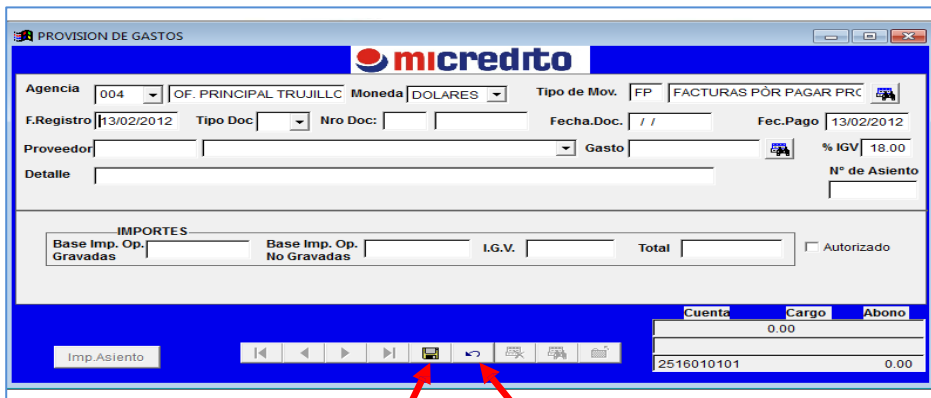 PROVISION DE GASTOS
micredito
Agencia 004 OF. PRINCIPAL TRUJILLC Moneda DOLARES Tipo de Mov. FP FACTURAS PÒR PAGAR PRC
F.Registro 13/02/2012 Tipo Doc Nro Doc: Fecha.Doc. / / Fec.Pago 13/02/2012
Proveedor Gasto % IGV 18.00
Detalle N° de Asiento
IMPORTES
Base Imp. Op. Gravadas Base Imp. Op. No Gravadas I.G.V. Total Autorizado
Cuenta Cargo Abono
0.00
Imp.Asiento
2516010101 0.00